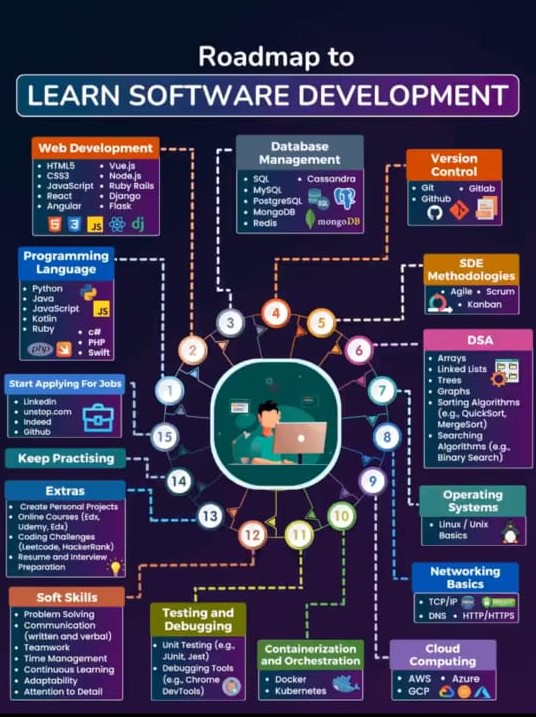 Roadmap to
LEARN SOFTWARE DEVELOPMENT
Web Development
• HTML5
• CSS3
• JavaScript
• React
• Angular
• Vue.js
• Node.js
• Ruby Rails
• Django
• Flask
JS
dj
Database
Management
• SQL
• MySQL
• PostgreSQL
• MongoDB
• Redis
• Cassandra
mongoDB
Version
Control
• Git
• Github
• Gitlab
Programming
Language
• Python
• Java
• JavaScript
• Kotlin
• Ruby
• c#
• PHP
• Swift
JS
php
SDE
Methodologies
• Agile • Scrum
• Kanban
DSA
• Arrays
• Linked Lists
• Trees
• Graphs
• Sorting Algorithms
(e.g., QuickSort,
MergeSort)
• Searching
Algorithms (e.g.,
Binary Search)
Start Applying For Jobs
• LinkedIn
• unstop.com
• Indeed
• Github
Keep Practising
Extras
• Create Personal Projects
• Online Courses (Edx,
Udemy, Edx)
• Coding Challenges
(Leetcode, HackerRank)
• Resume and Interview
Preparation
Operating
Systems
• Linux / Unix
Basics
Networking
Basics
• TCP/IP
• DNS • HTTP/HTTPS
Soft Skills
• Problem Solving
• Communication
(written and verbal)
• Teamwork
• Time Management
• Continuous Learning
• Adaptability
• Attention to Detail
Testing and
Debugging
• Unit Testing (e.g.,
JUnit, Jest)
• Debugging Tools
(e.g., Chrome
DevTools)
Containerization
and Orchestration
• Docker
• Kubernetes
Cloud
Computing
• AWS • Azure
• GCP
1
2
3
4
5
6
7
8
9
10
11
12
13
14
15